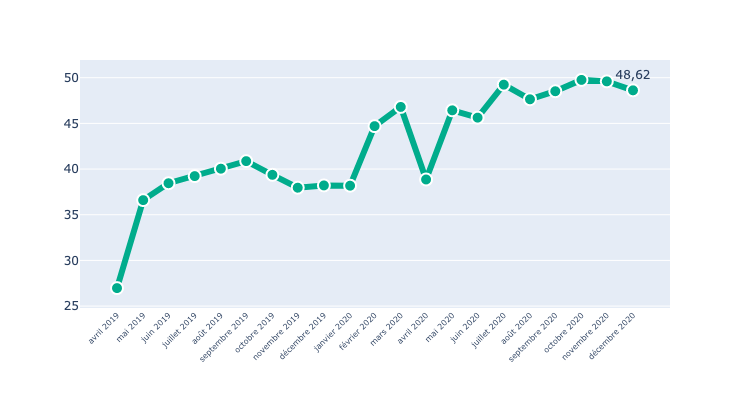 50
45
40
35
30
25
48,62
avril 2019
mai 2019
juin 2019
juillet 2019
août 2019
septembre 2019
octobre 2019
novembre 2019
décembre 2019
janvier 2020
février 2020
mars 2020
avril 2020
mai 2020
juin 2020
juillet 2020
août 2020
septembre 2020
octobre 2020
novembre 2020
décembre 2020